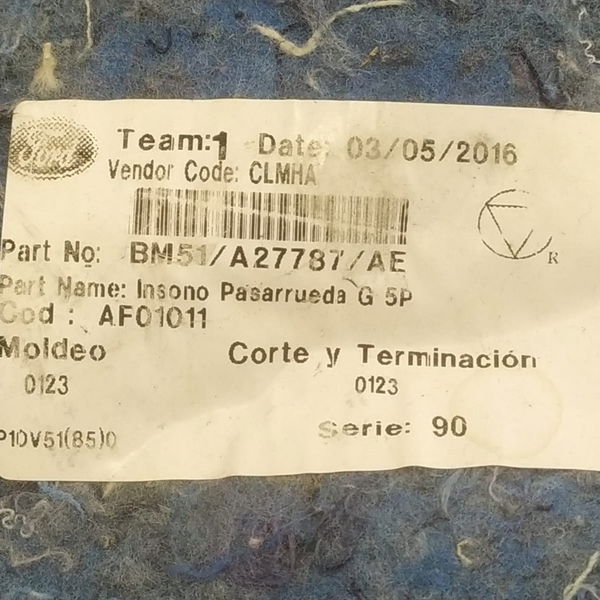 Ford
Team:1 Date: 03/05/2016
Vendor Code: CLMHA
Part No: BM51/A27787/AE
R
Part Name: Insono Pasarrueda G 5P
Cod : AF01011
Moldeo Corte y Terminación
0123 0123
P10V51(85)0 Serie: 90